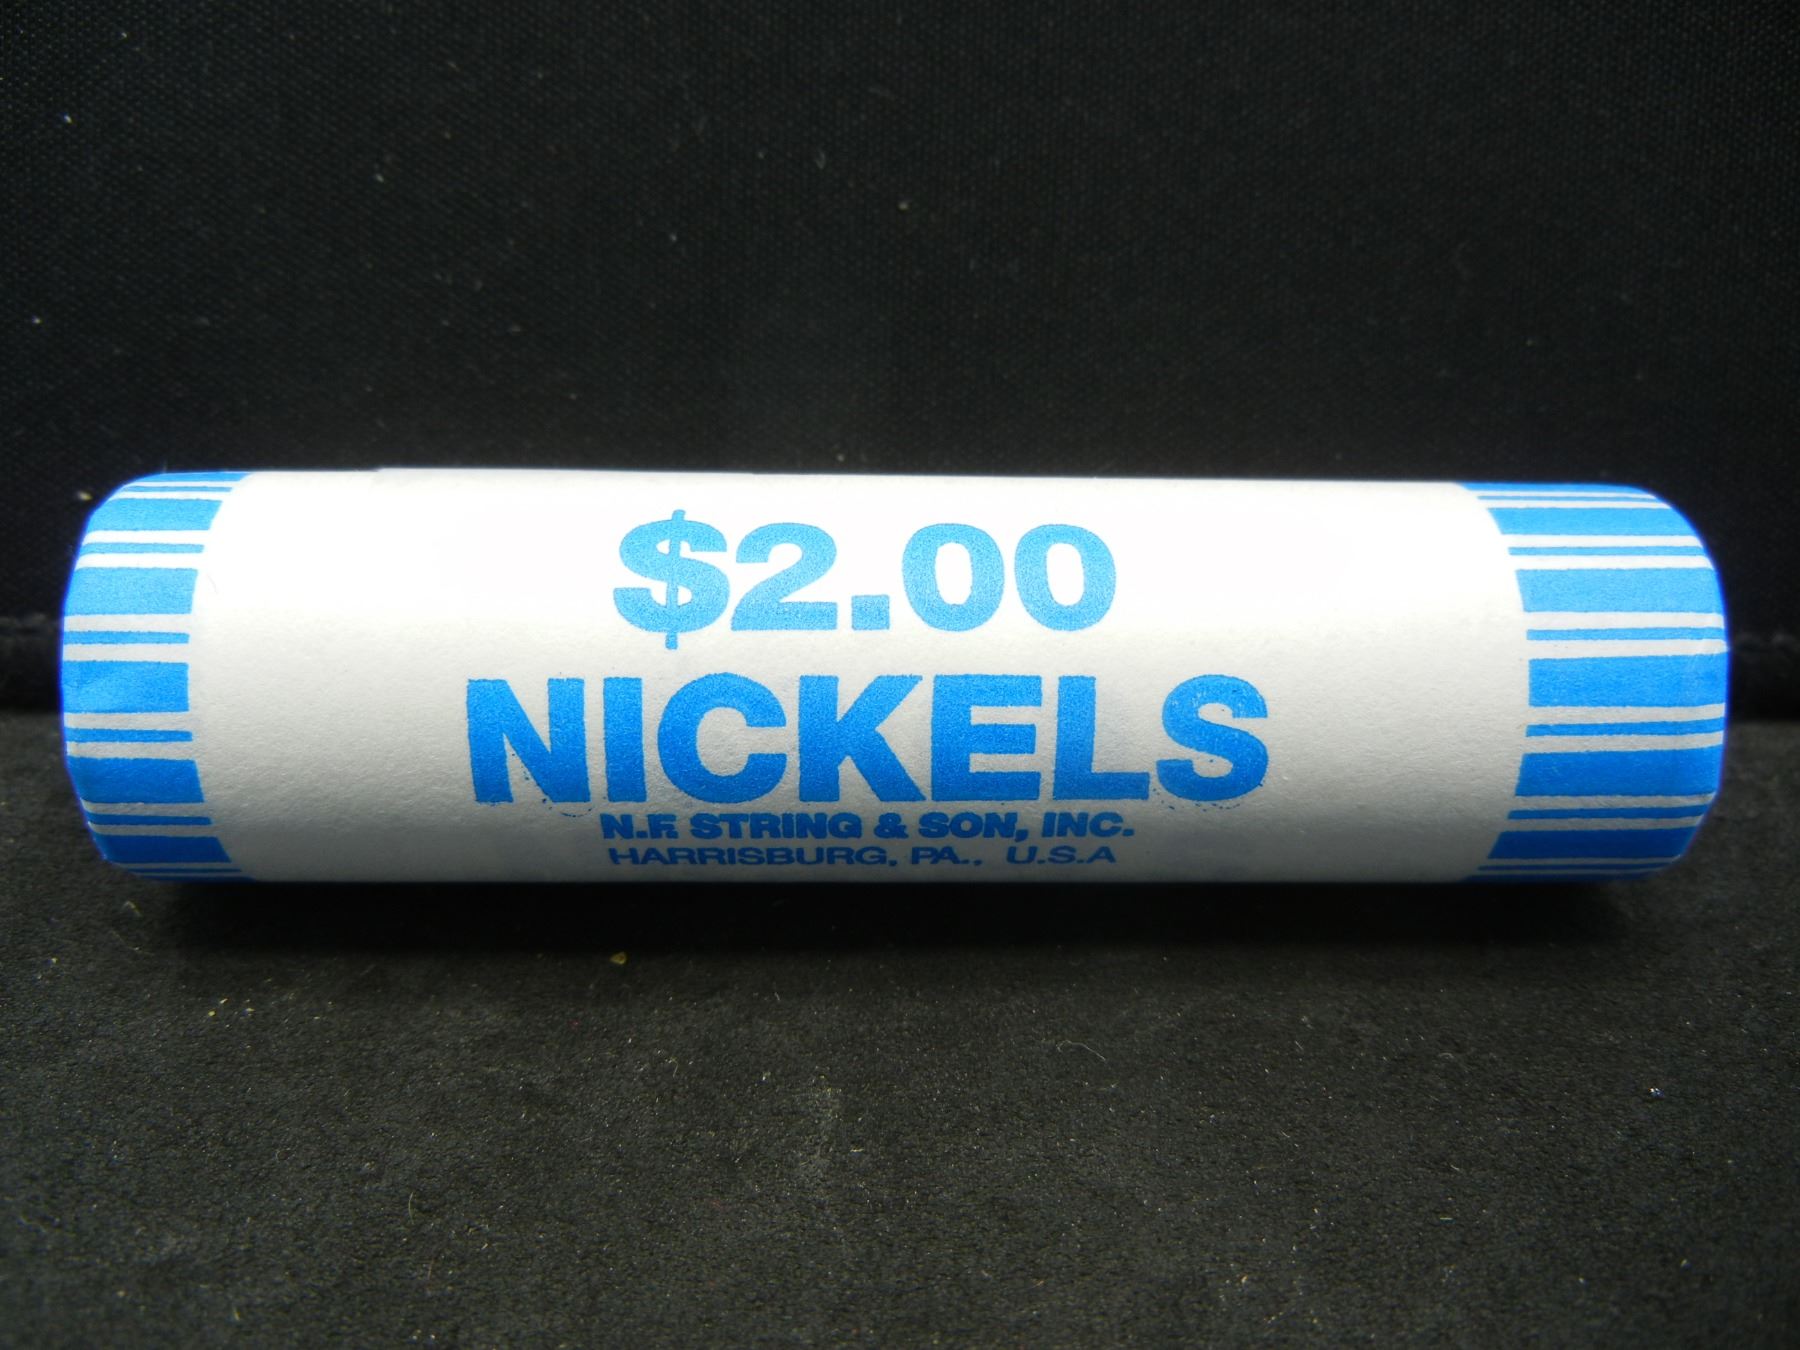 $2.00
NICKELS
N.F. STRING & SON, INC.
HARRISBURG, PA., U.S.A